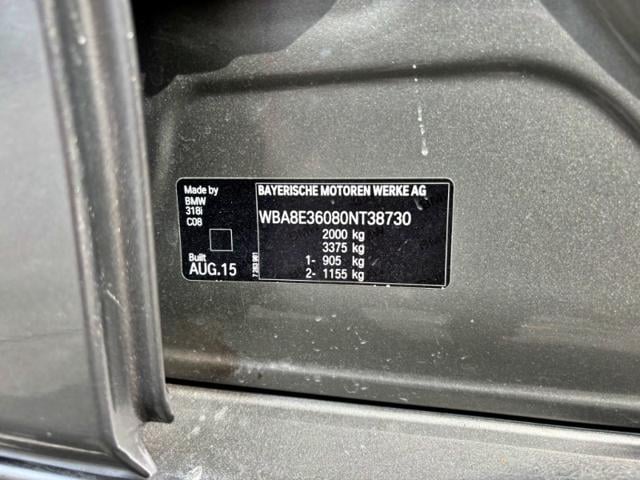 Made by
BMW
318i
C08
Built
AUG.15
BAYERISCHE MOTOREN WERKE AG
WBA8E36080NT38730
2000 kg
3375 kg
1- 905 kg
2- 1155 kg